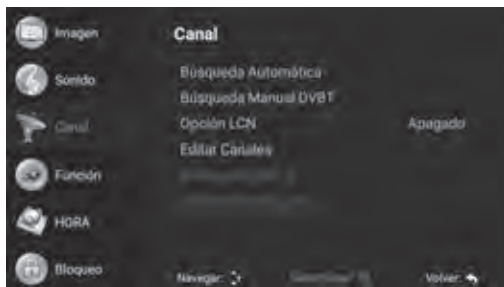 Imagen
Sonido
Canal
Función
HORA
Bloqueo
Canal
Búsqueda Automática
Búsqueda Manual DVBT
Opción LCN Apagado
Editar Canales
Navegar: Volver: